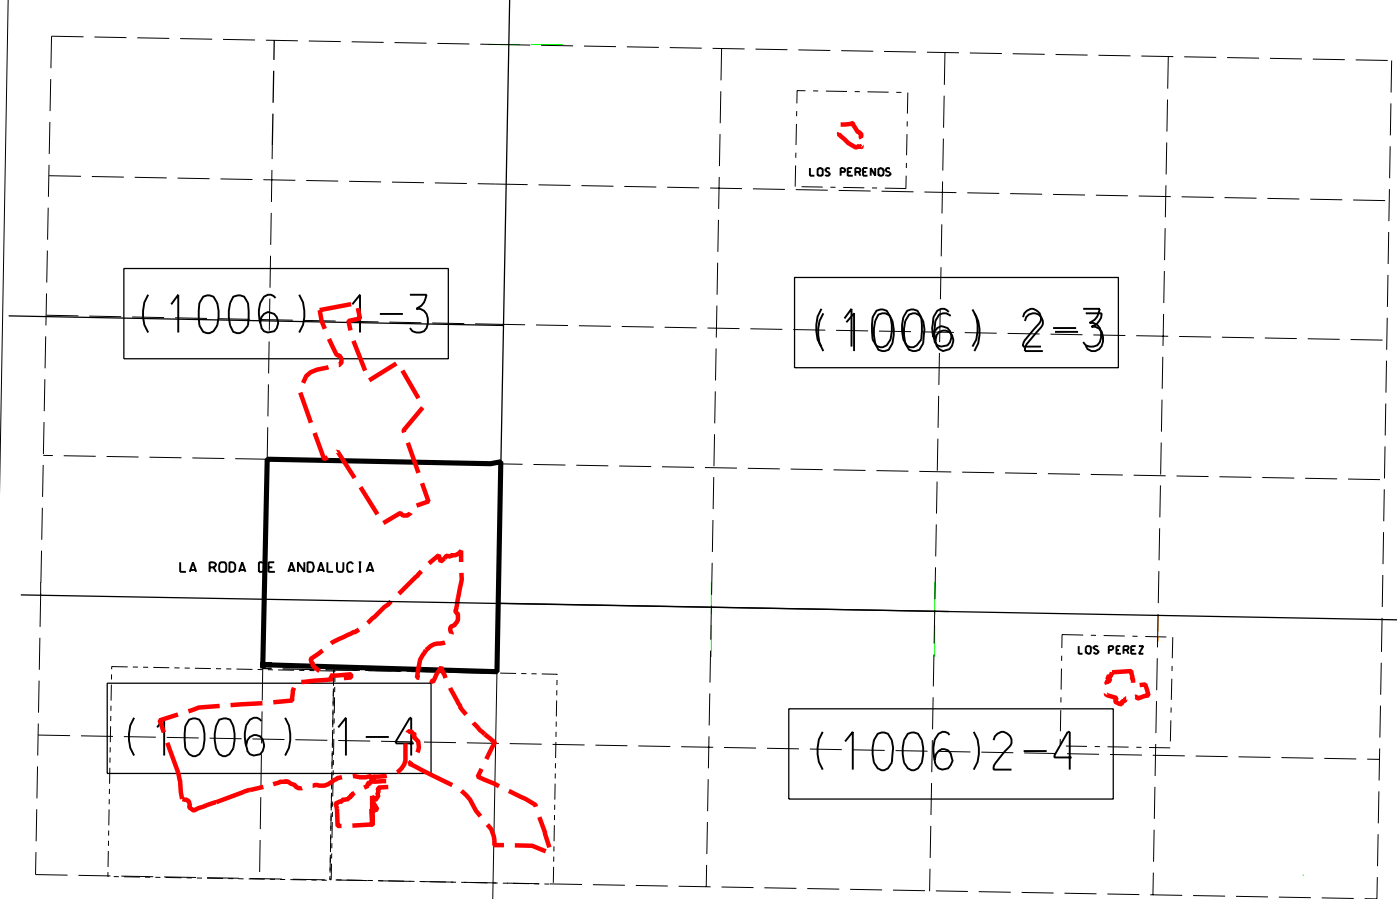 LOS PERENOS
(1006) 1-3
(1006) 2-3
LA RODA DE ANDALUCIA
LOS PEREZ
(1006) 1-4
(1006)2-4